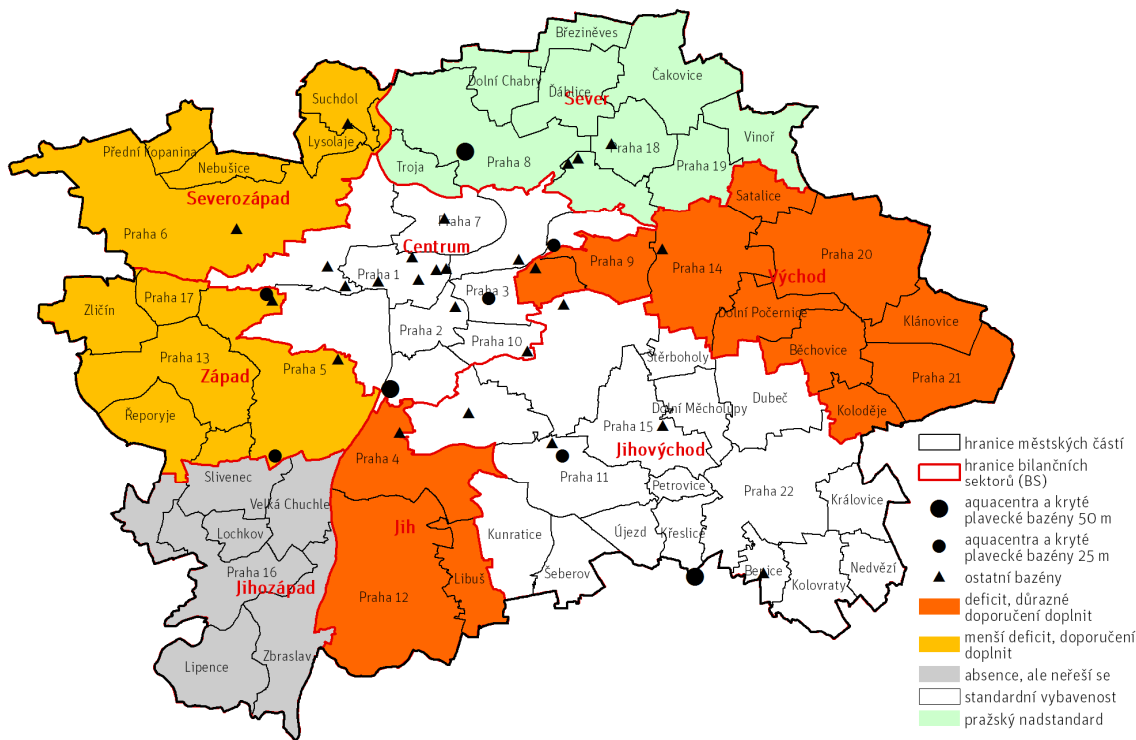 Březiněves
Dolní Chabry
Čakovice
Ďáblice
Sever
Suchdol
Vinoř
Lysolaje
Praha 18
Přední Kopanina
Nebušice
Troja
Praha 8
Praha 19
Severozápad
Satalice
Praha 6
Praha 7
Centrum
Praha 20
Praha 9
Praha 14
Praha 1
Východ
Praha 17
Praha 3
Zličín
Dolní Počernice
Klánovice
Praha 2
Praha 10
Běchovice
Praha 13
Praha 5
Štěrboholy
Západ
Praha 21
Dubeč
Dolní Měcholupy
Koloděje
Řeporyje
Praha 15
Jihovýchod
Praha 4
Slivenec
Praha 11
Petrovice
Praha 22
Královice
Velká Chuchle
Jih
Lochkov
Kunratice
Újezd
Křeslice
Praha 16
Jihozápad
Libuš
Šeberov
Benice
Nedvězí
Kolovraty
Praha 12
Zbraslav
Lipence
hranice městských částí
hranice bilančních
sektorů (BS)
aquacentra a kryté
plavecké bazény 50 m
aquacentra a kryté
plavecké bazény 25 m
ostatní bazény
deficit, důrazné
doporučení doplnit
menší deficit, doporučení
doplnit
absence, ale neřeší se
standardní vybavenost
pražský nadstandard